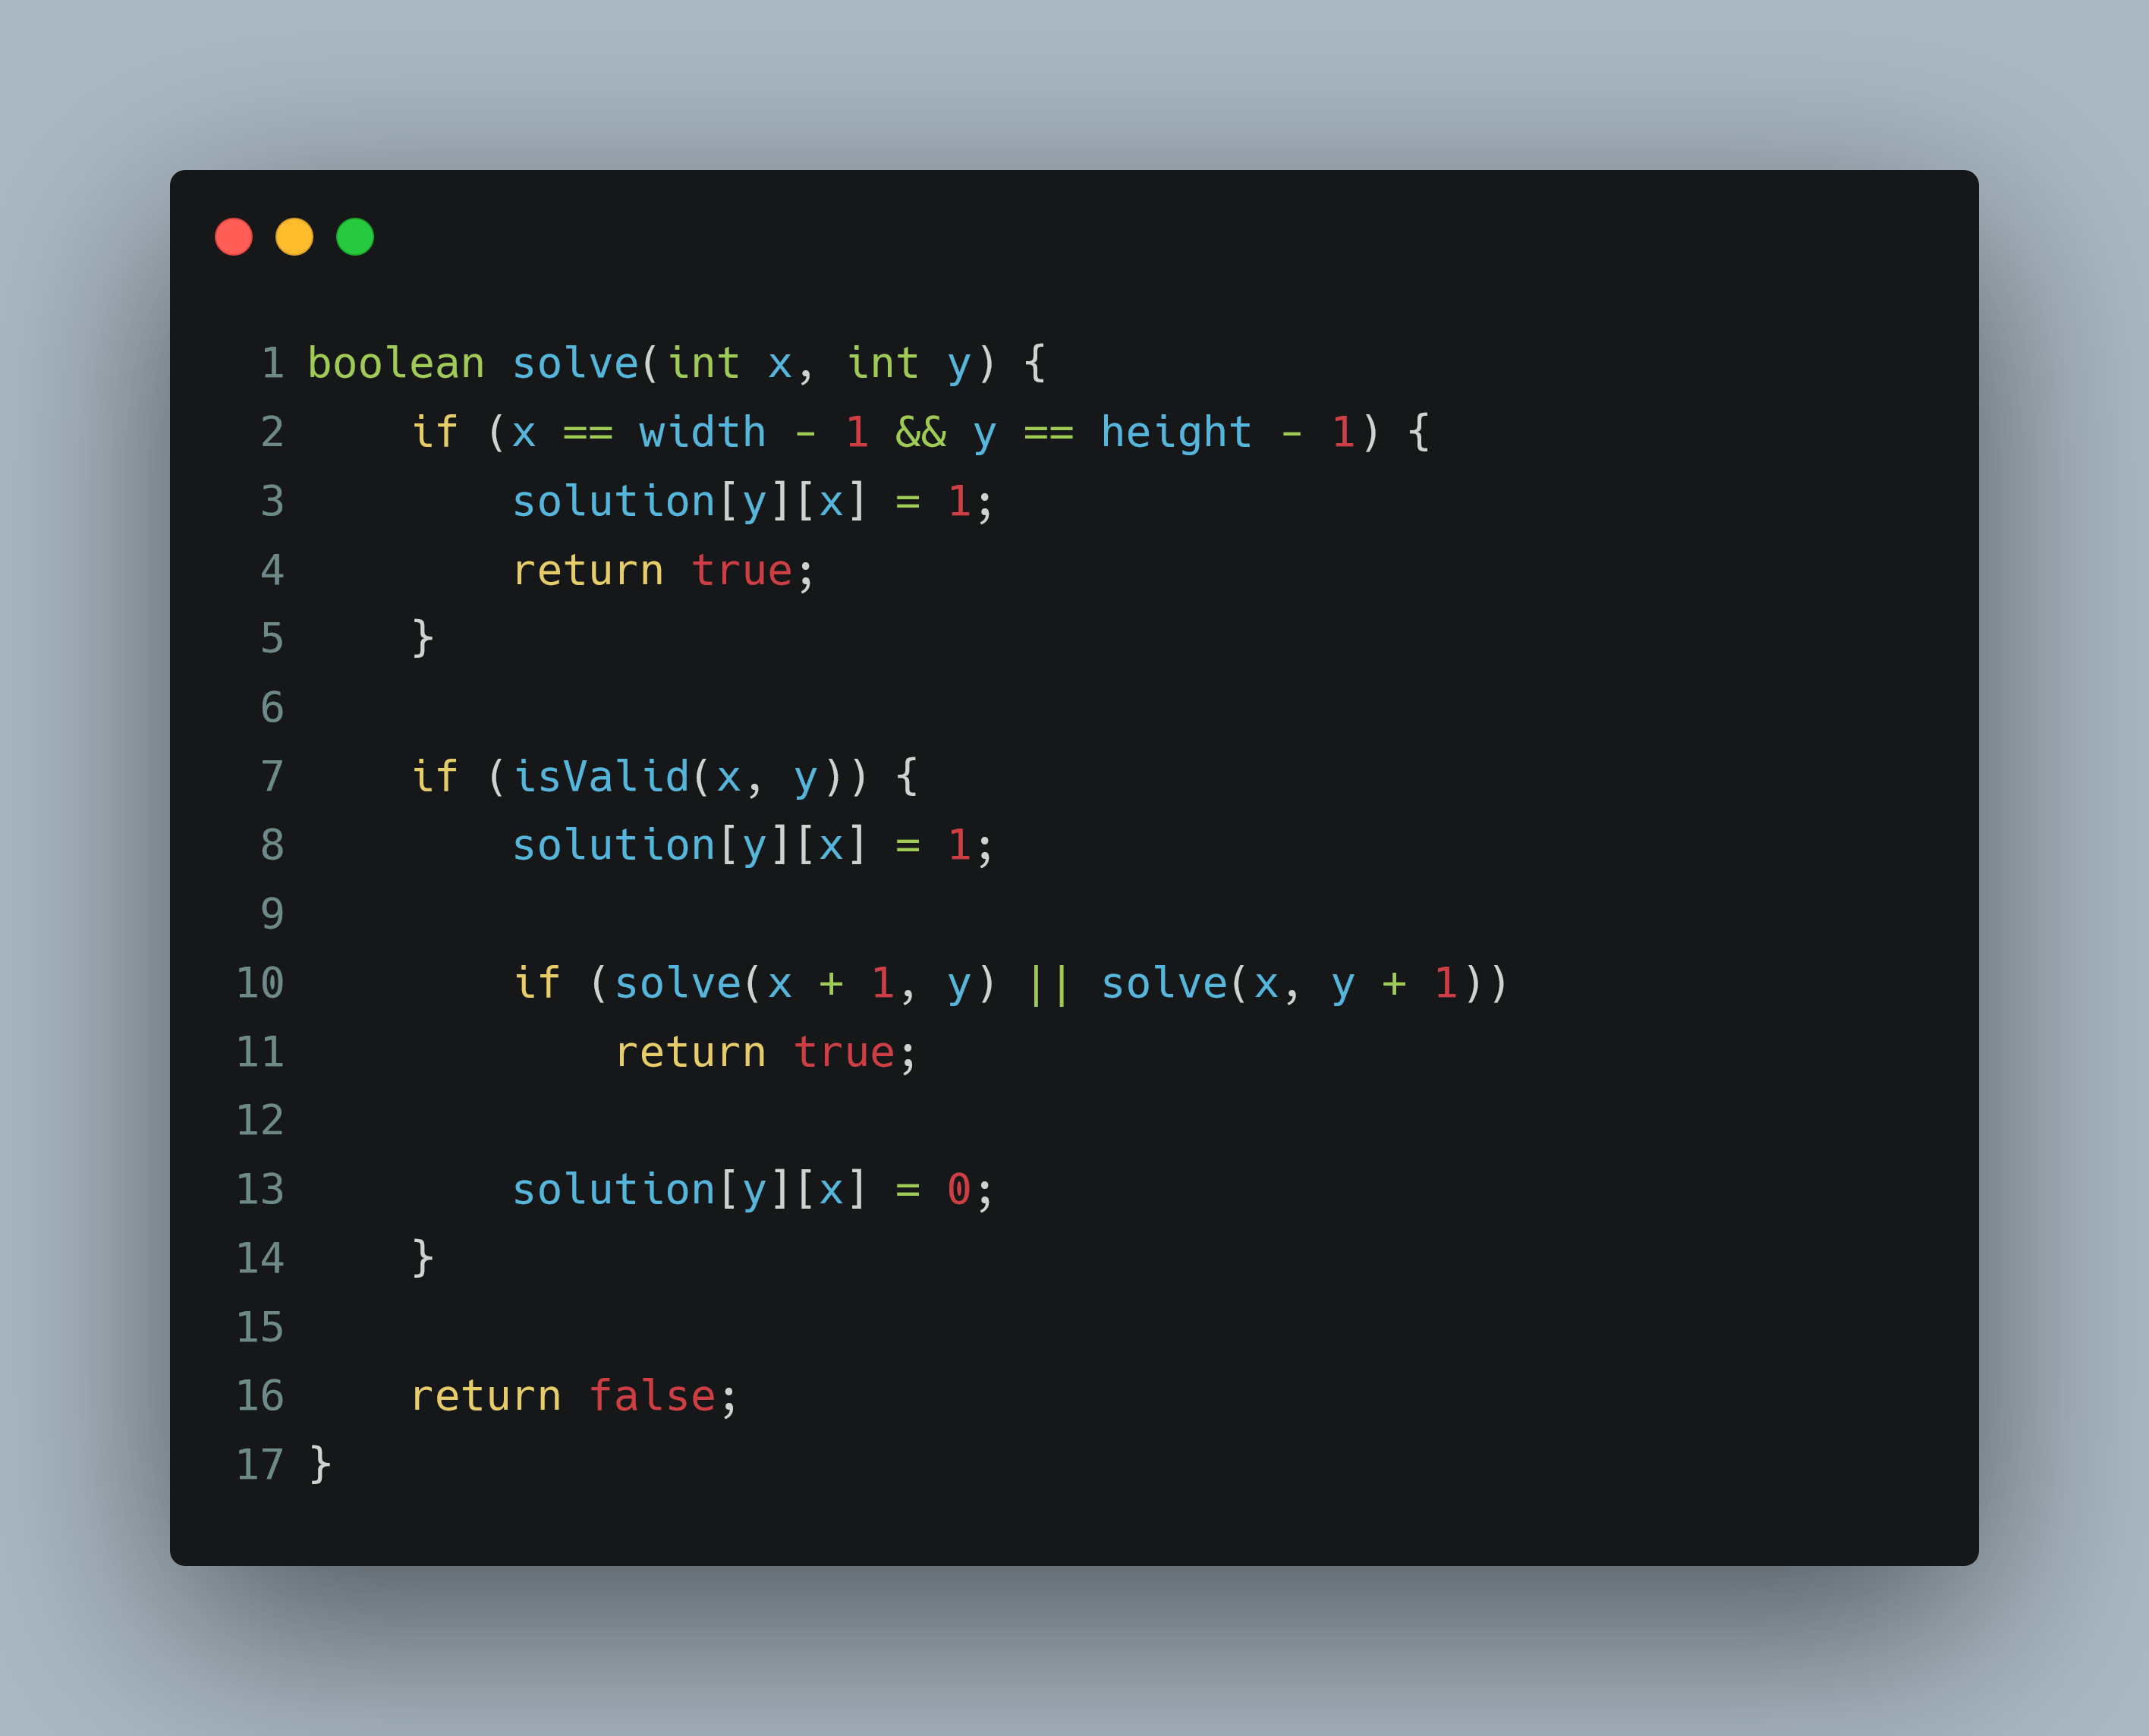 1 boolean solve(int x, int y) {
2     if (x == width - 1 && y == height - 1) {
3         solution[y][x] = 1;
4         return true;
5     }
6
7     if (isValid(x, y)) {
8         solution[y][x] = 1;
9
10         if (solve(x + 1, y) || solve(x, y + 1))
11             return true;
12
13         solution[y][x] = 0;
14     }
15
16     return false;
17 }